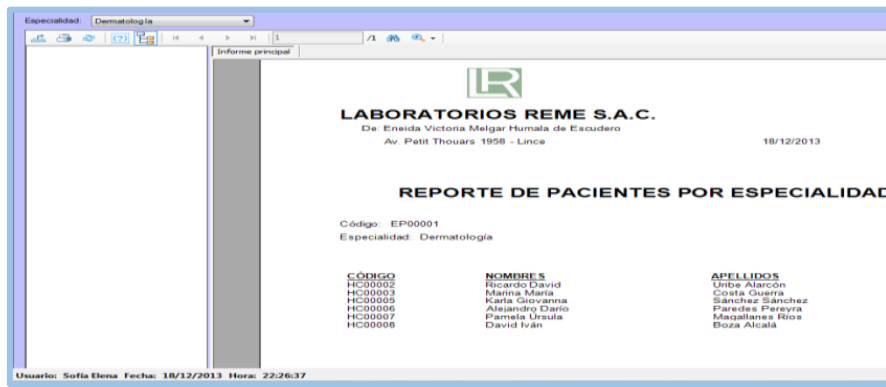 Especialidad: Dermatología
1 /1
Informe principal
LR
LABORATORIOS REME S.A.C.
De: Eneida Victoria Melgar Humala de Escudero
Av. Petit Thouars 1958 - Lince 18/12/2013
REPORTE DE PACIENTES POR ESPECIALIDAD
Código: EP00001
Especialidad: Dermatología
CÓDIGO NOMBRES APELLIDOS
HC00002 Ricardo David Uribe Alarcón
HC00003 Marina María Costa Guerra
HC00005 Karla Giovanna Sánchez Sánchez
HC00006 Alejandro Darío Paredes Pereyra
HC00007 Pamela Úrsula Magallanes Ríos
HC00008 David Iván Boza Alcalá
Usuario: Sofía Elena Fecha: 18/12/2013 Hora: 22:26:37